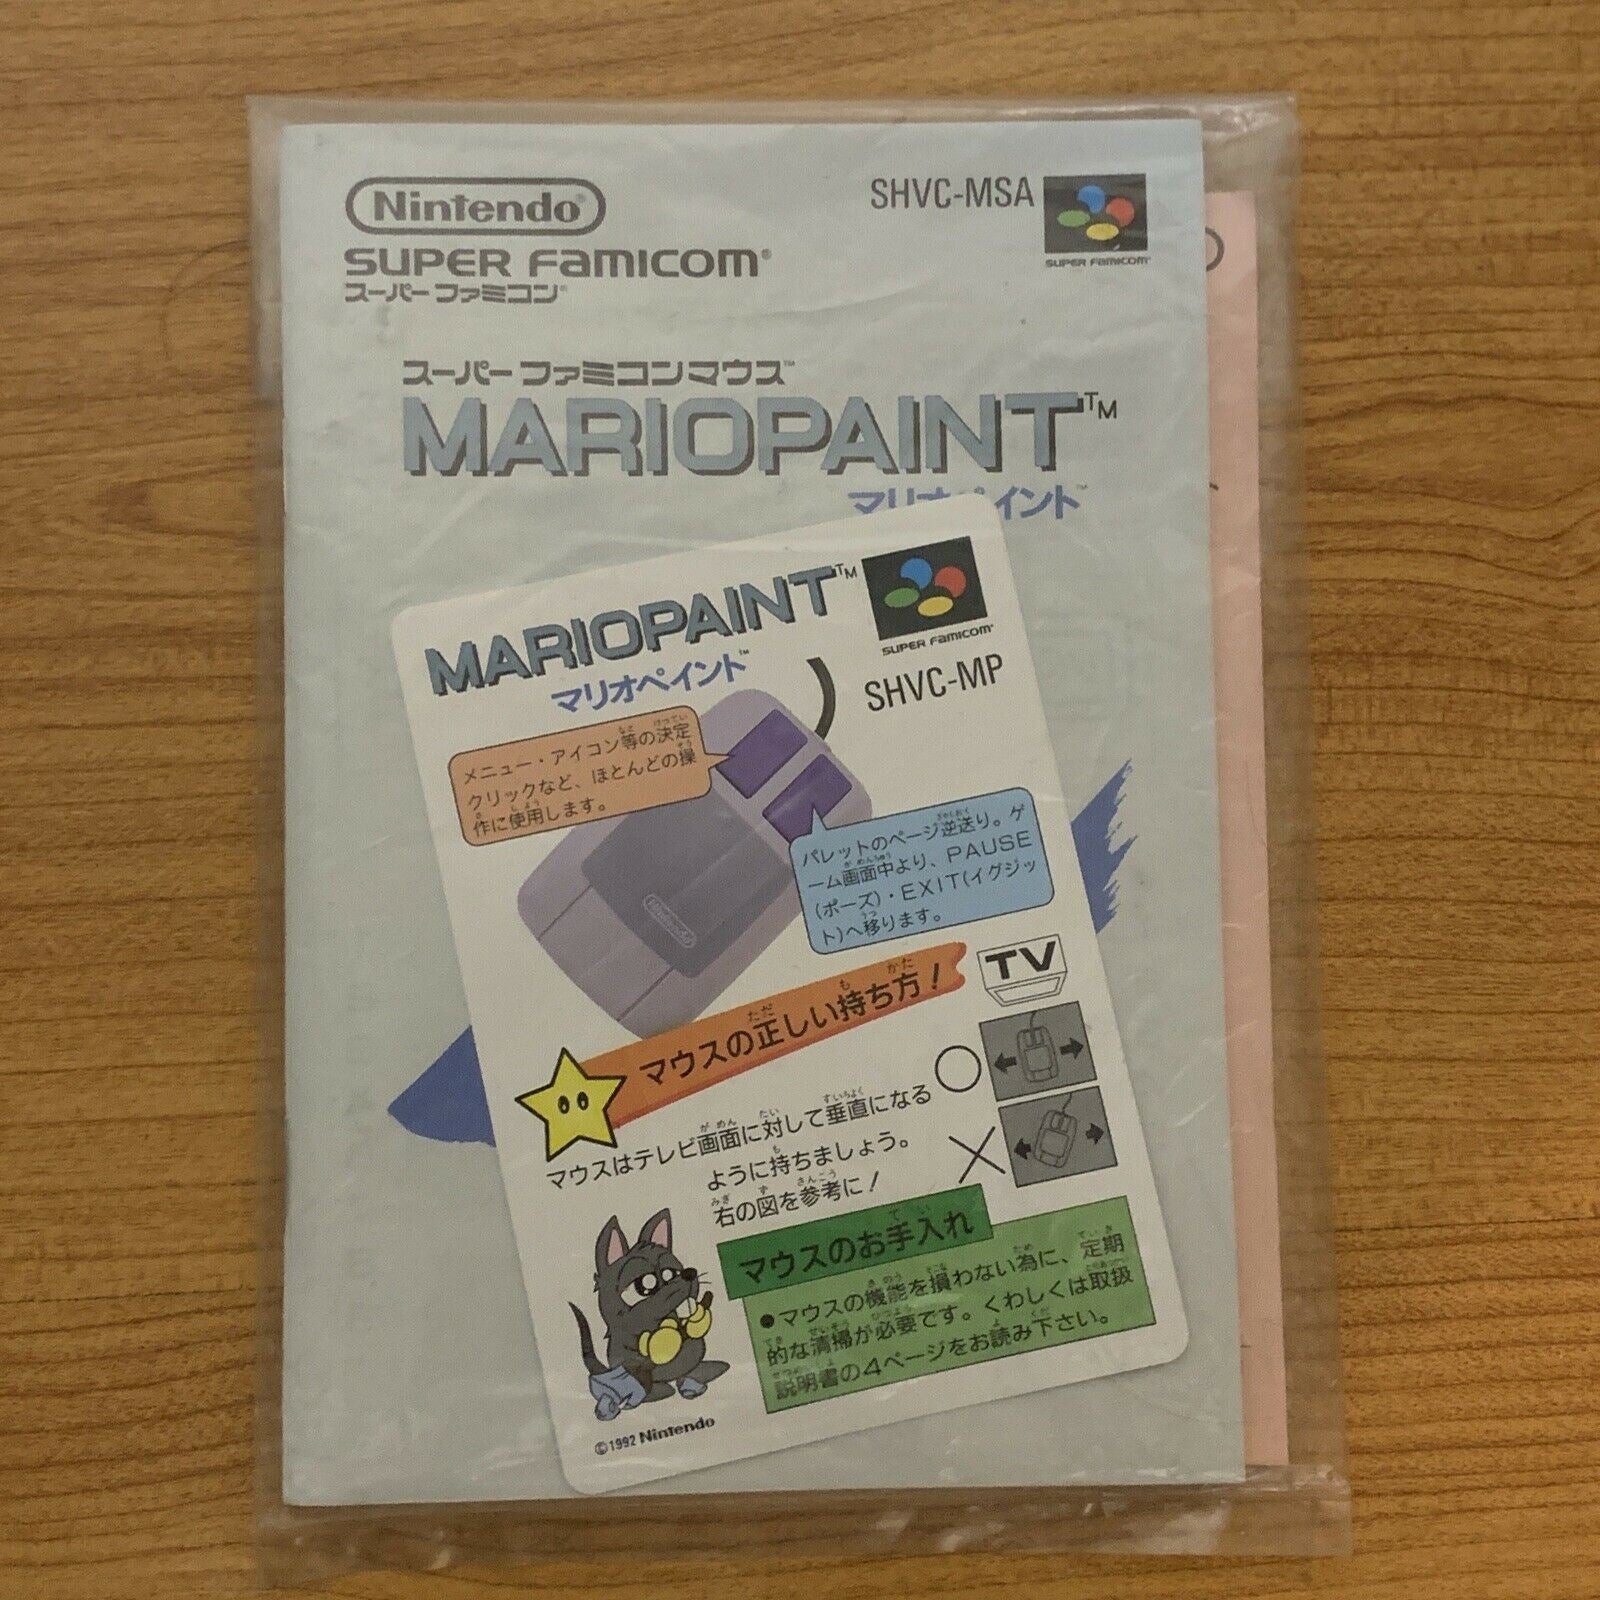 Nintendo®
SHVC-MSA
SUPER FAMICOM
SUPER FAMICOM®
スーパーファミコン®
スーパーファミコンマウス™
MARIOPAINT™
マリオペイント™
MARIOPAINT™
マリオペイント™
SUPER FAMICOM®
SHVC-MP
メニュー・アイコン等の決定
クリックなど、ほとんどの操
作に使用します。
パレットのページ逆送り。ゲ
ーム画面中より、PAUSE
(ポーズ)・EXIT(イグジッ
ト)へ移ります。
Nintendo
マウスの正しい持ち方!
TV
マウスはテレビ画面に対して垂直になる
ように持ちましょう。
右の図を参考に!
マウスのお手入れ
●マウスの機能を損わない為に、定期
的な清掃が必要です。くわしくは取扱
説明書の4ページをお読み下さい。
©1992 Nintendo